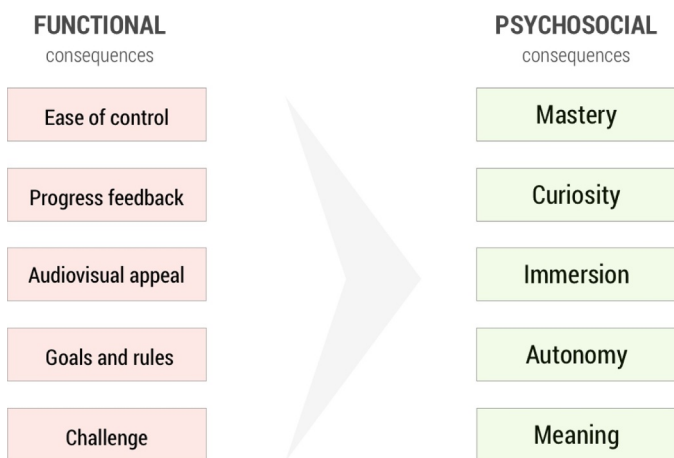 FUNCTIONAL
consequences
Ease of control
Progress feedback
Audiovisual appeal
Goals and rules
Challenge
PSYCHOSOCIAL
consequences
Mastery
Curiosity
Immersion
Autonomy
Meaning